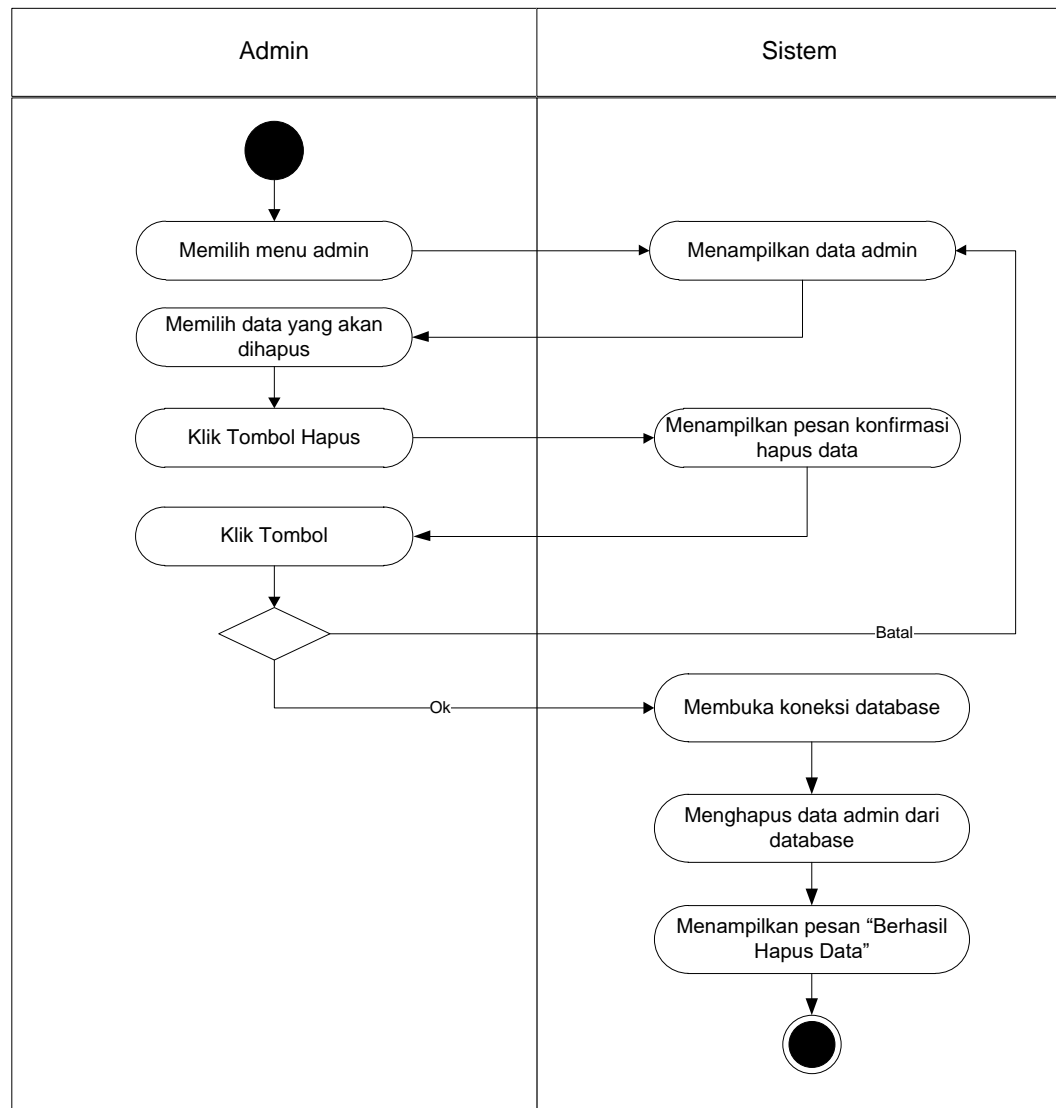 Admin
Sistem
Memilih menu admin
Menampilkan data admin
Memilih data yang akan
dihapus
Klik Tombol Hapus
Menampilkan pesan konfirmasi
hapus data
Klik Tombol
Batal
Ok
Membuka koneksi database
Menghapus data admin dari
database
Menampilkan pesan “Berhasil
Hapus Data”